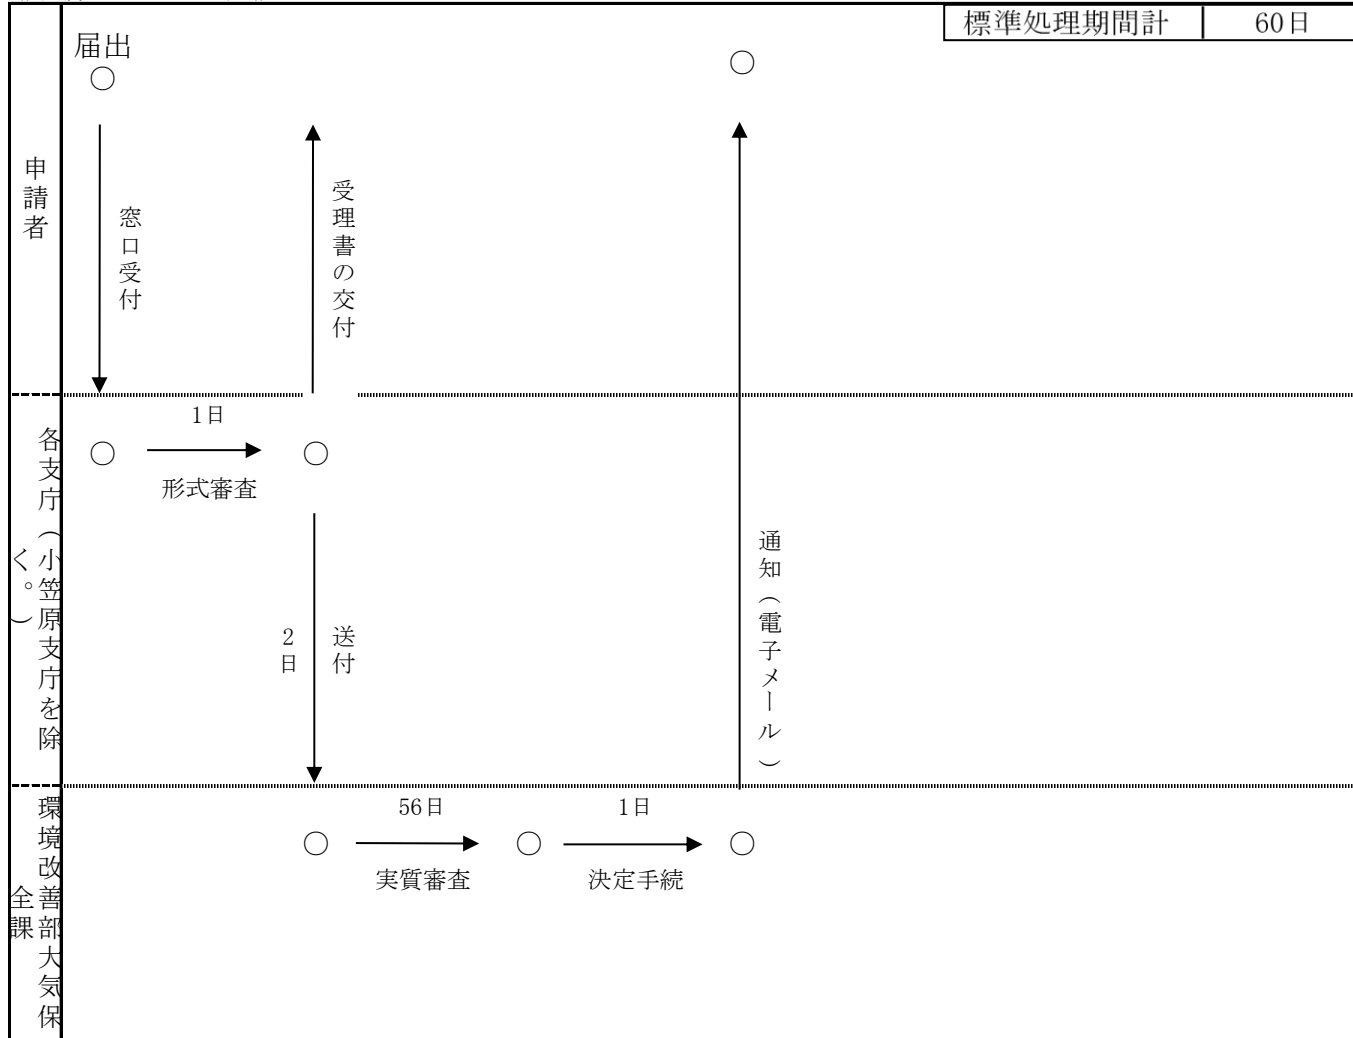 標準処理期間計 60日
届出
申請者
窓口受付
受理書の交付
各支庁(小笠原支庁を除
く。)
1日
形式審査
2日
送付
通知(電子メール)
環境改善部大気保
全課
56日
実質審査
1日
決定手続